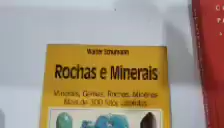 Walter Schumann
Rochas e Minerais
Minerais, Gemas, Rochas, Minérios
Mais de 300 fotos coloridas